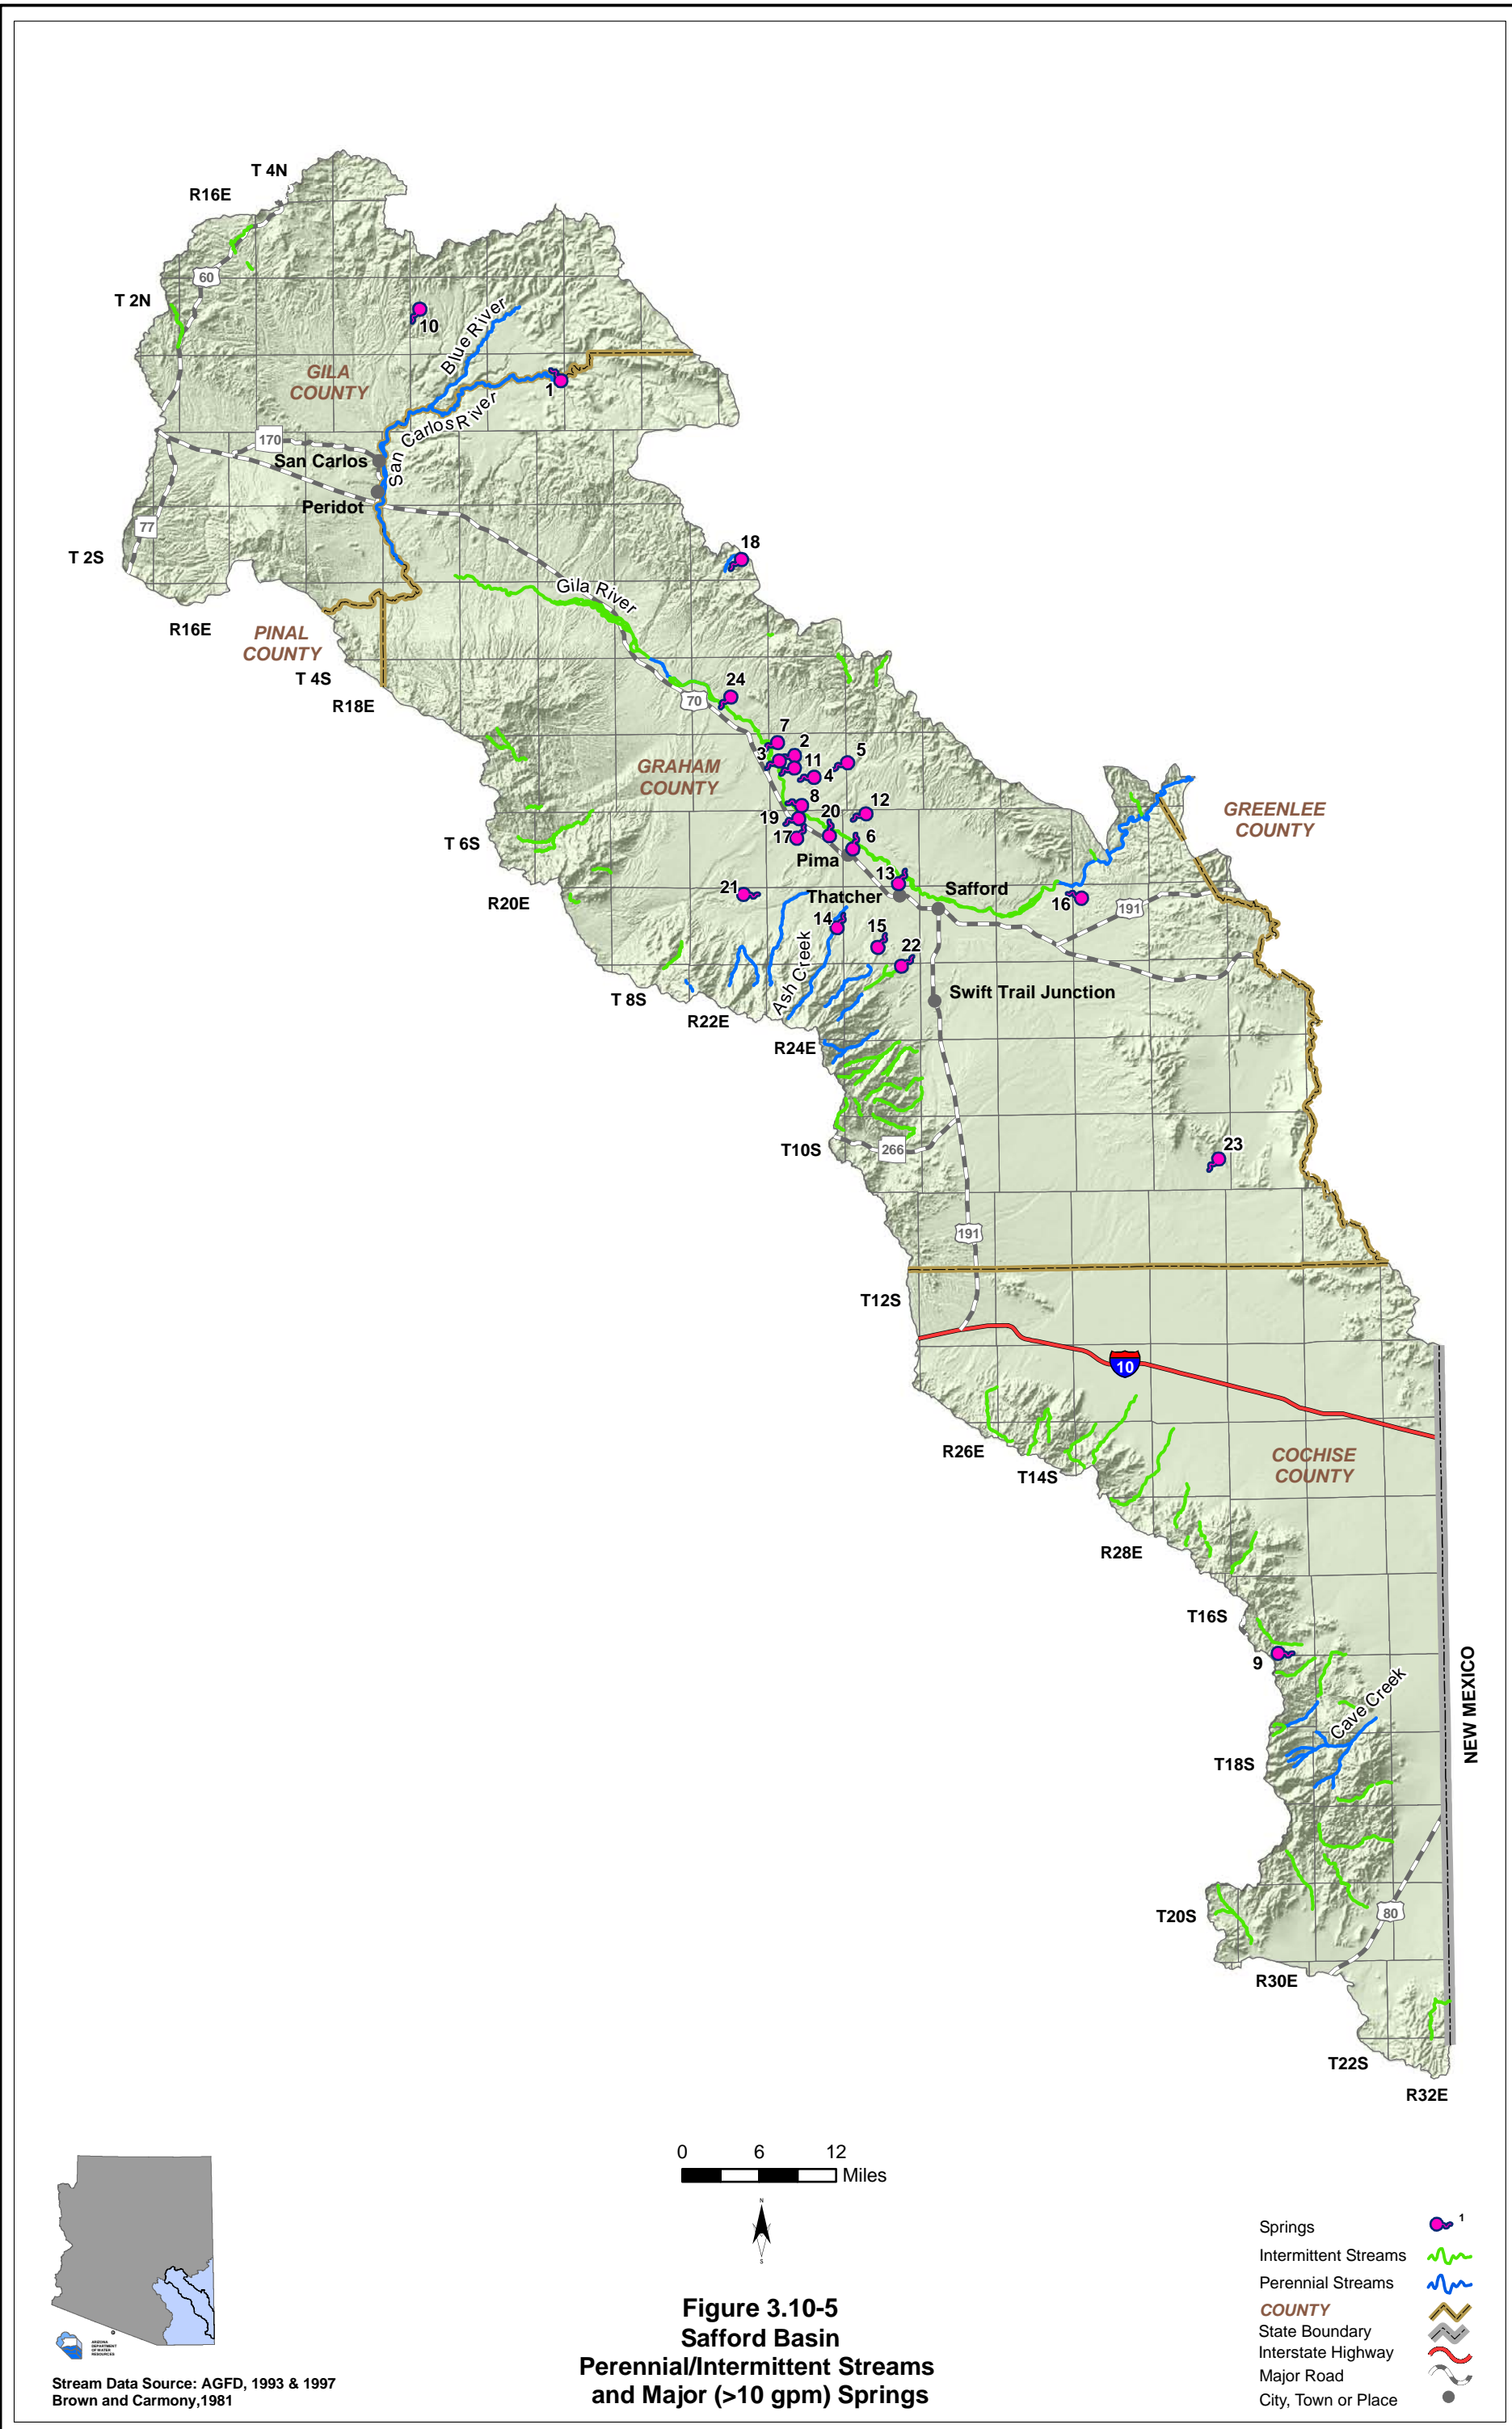 T 4N
R16E
60
T 2N
10
Blue River
GILA
COUNTY
1
San Carlos River
170
San Carlos
Peridot
77
T 2S
18
Gila River
R16E
PINAL
COUNTY
T 4S
R18E
24
70
7
2
3
11
5
4
GRAHAM
COUNTY
8
12
20
19
17
6
Pima
GREENLEE
COUNTY
T 6S
13
21
Thatcher
Safford
16
191
R20E
14
15
22
Ash Creek
Swift Trail Junction
T 8S
R22E
R24E
T10S
266
23
191
T12S
10
R26E
T14S
COCHISE
COUNTY
R28E
T16S
9
Cave Creek
NEW MEXICO
T18S
T20S
80
R30E
T22S
R32E
0 6 12
Miles
N
S
Figure 3.10-5
Safford Basin
Perennial/Intermittent Streams
and Major (>10 gpm) Springs
ARIZONA
DEPARTMENT
OF WATER
RESOURCES
Stream Data Source: AGFD, 1993 & 1997
Brown and Carmony,1981
Springs 1
Intermittent Streams
Perennial Streams
COUNTY
State Boundary
Interstate Highway
Major Road
City, Town or Place